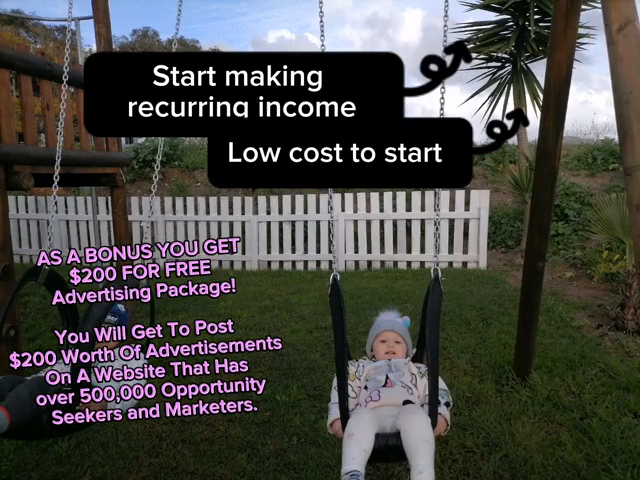 Start making
recurring income
Low cost to start
AS A BONUS YOU GET
$200 FOR FREE
Advertising Package!
You Will Get To Post
$200 Worth Of Advertisements
On A Website That Has
over 500,000 Opportunity
Seekers and Marketers.